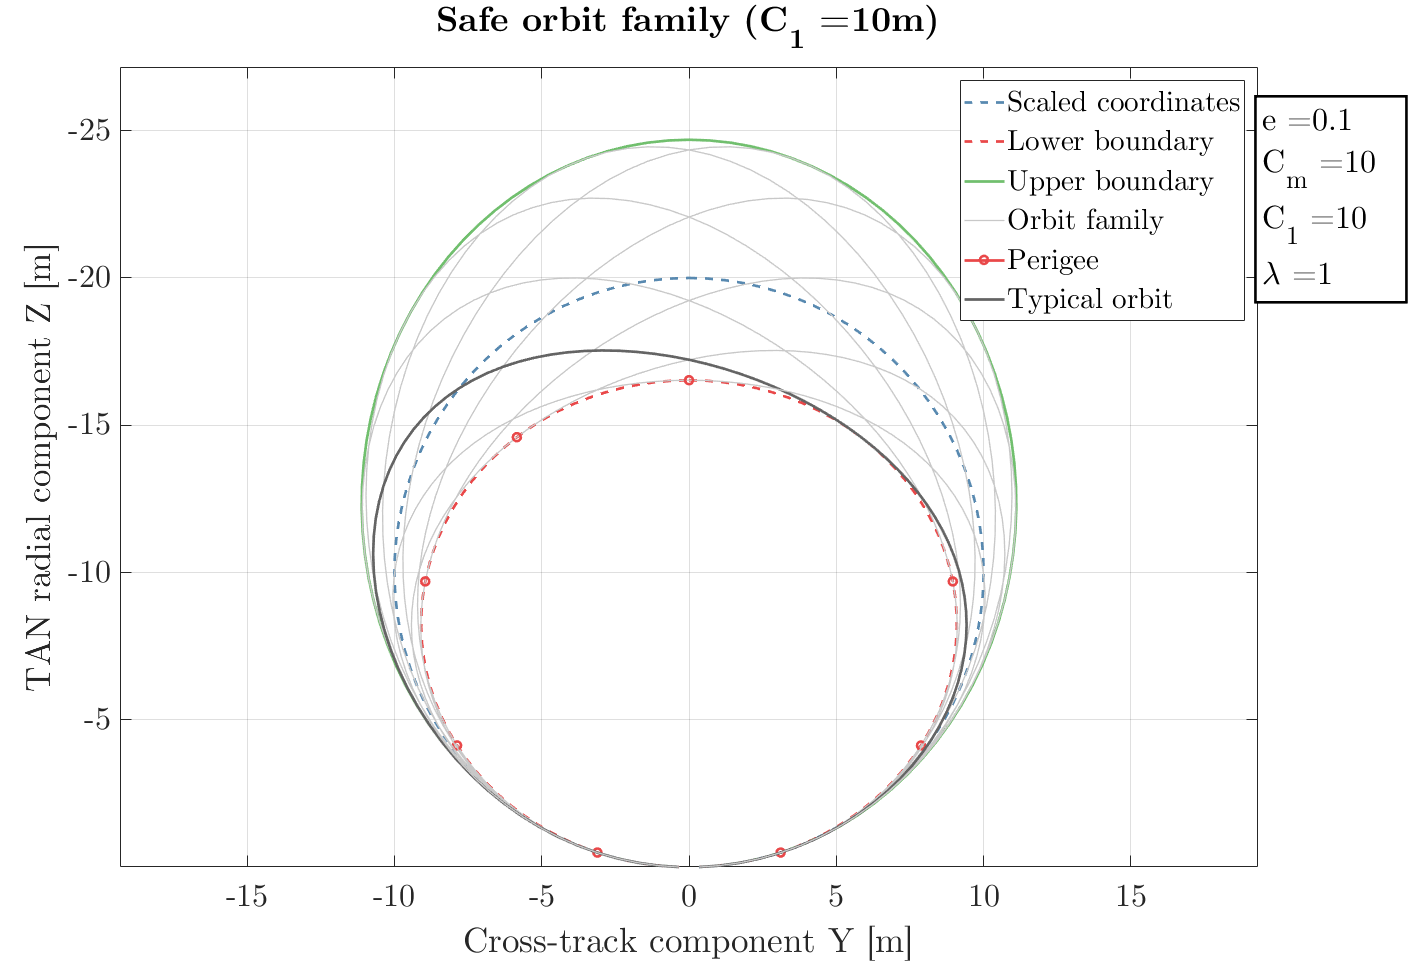 Safe orbit family (C1 =10m)
Scaled coordinates
Lower boundary
Upper boundary
Orbit family
Perigee
Typical orbit
e =0.1
Cm =10
C1 =10
λ =1
TAN radial component Z [m]
-25
-20
-15
-10
-5
-15 -10 -5 0 5 10 15
Cross-track component Y [m]